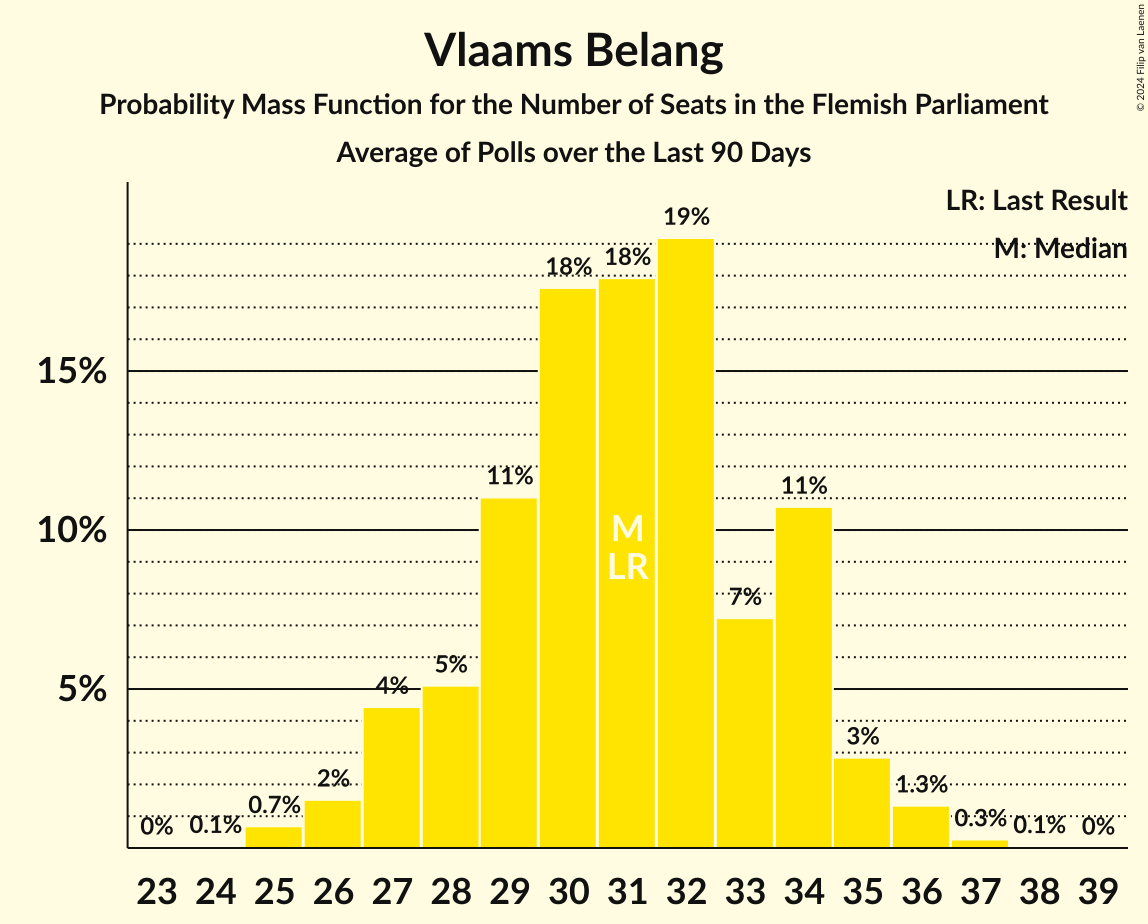 Vlaams Belang
Probability Mass Function for the Number of Seats in the Flemish Parliament
Average of Polls over the Last 90 Days
© 2024 Filip van Laenen
LR: Last Result
M: Median
15%
10%
5%
0%
0.1%
0.7%
2%
4%
5%
11%
18%
18%
19%
7%
11%
3%
1.3%
0.3%
0.1%
0%
M
LR
23 24 25 26 27 28 29 30 31 32 33 34 35 36 37 38 39